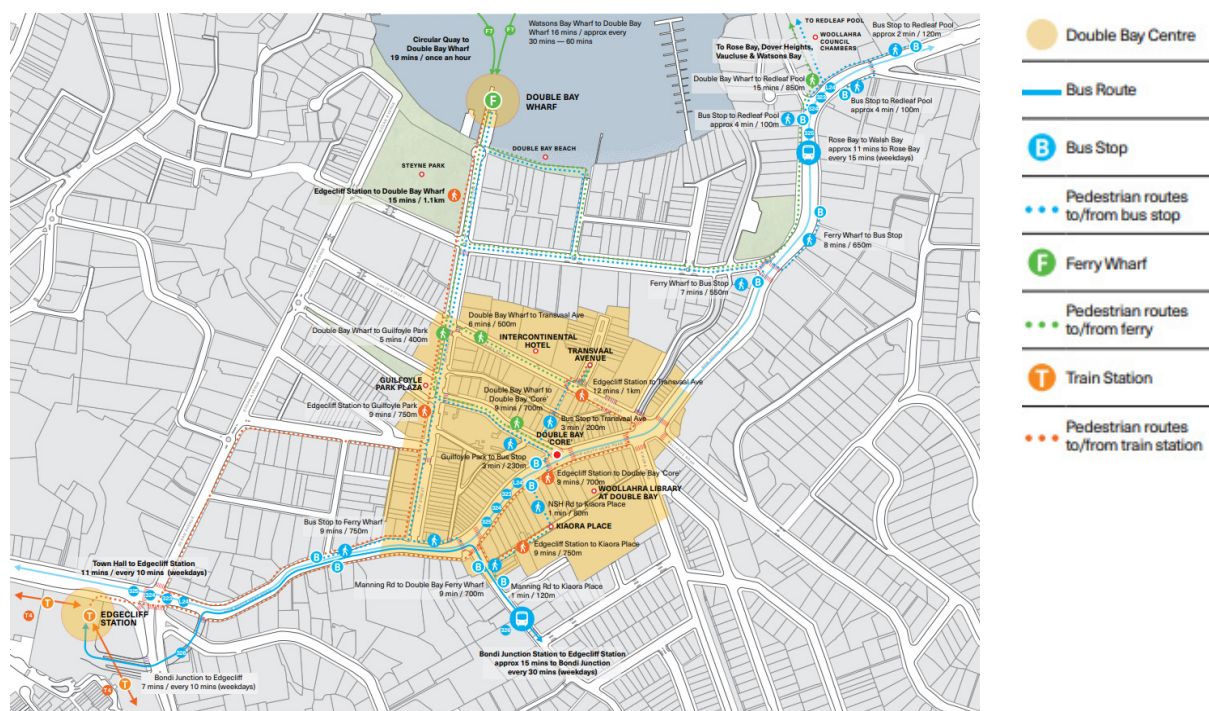 Watsons Bay Wharf to Double Bay
Wharf 16 mins / approx every
30 mins — 60 mins
Circular Quay to
Double Bay Wharf
19 mins / once an hour
F7
F7
F
DOUBLE BAY
WHARF
TO REDLEAF POOL
WOOLLAHRA
COUNCIL
CHAMBERS
Bus Stop to Redleaf Pool
approx 2 min / 120m
B
To Rose Bay, Dover Heights,
Vaucluse & Watsons Bay
Double Bay Wharf to Redleaf Pool
15 mins / 850m
B
Bus Stop to Redleaf Pool
approx 4 min / 100m
Bus Stop to Redleaf Pool
approx 4 min / 100m
B
Rose Bay to Walsh Bay
approx 11 mins to Rose Bay
every 15 mins (weekdays)
DOUBLE BAY BEACH
STEYNE PARK
Edgecliff Station to Double Bay Wharf
15 mins / 1.1km
B
Ferry Wharf to Bus Stop
8 mins / 650m
Ferry Wharf to Bus Stop
7 mins / 550m
B
Double Bay Wharf to Transvaal Ave
6 mins / 500m
Double Bay Wharf to Guilfoyle Park
5 mins / 400m
INTERCONTINENTAL
HOTEL
TRANSVAAL
AVENUE
GUILFOYLE
PARK PLAZA
Edgecliff Station to Transvaal Ave
12 mins / 1km
Double Bay Wharf to
Double Bay 'Core'
9 mins / 700m
Edgecliff Station to Guilfoyle Park
9 mins / 750m
Bus Stop to Transvaal Ave
3 min / 200m
DOUBLE BAY
'CORE'
Guilfoyle Park to Bus Stop
3 min / 230m
B
Edgecliff Station to Double Bay 'Core'
9 mins / 700m
B
WOOLLAHRA LIBRARY
AT DOUBLE BAY
NSH Rd to Kiaora Place
1 min / 80m
KIAORA PLACE
Bus Stop to Ferry Wharf
9 mins / 750m
Edgecliff Station to Kiaora Place
9 mins / 750m
B
B
B
B
Manning Rd to Double Bay Ferry Wharf
9 min / 700m
Manning Rd to Kiaora Place
1 min / 120m
Town Hall to Edgecliff Station
11 mins / every 10 mins (weekdays)
T
T4
T
EDGECLIFF
STATION
T
T4
Bondi Junction to Edgecliff
7 mins / every 10 mins (weekdays)
Bondi Junction Station to Edgecliff Station
approx 15 mins to Bondi Junction
every 30 mins (weekdays)
Double Bay Centre
Bus Route
B
Bus Stop
Pedestrian routes
to/from bus stop
F
Ferry Wharf
Pedestrian routes
to/from ferry
T
Train Station
Pedestrian routes
to/from train station